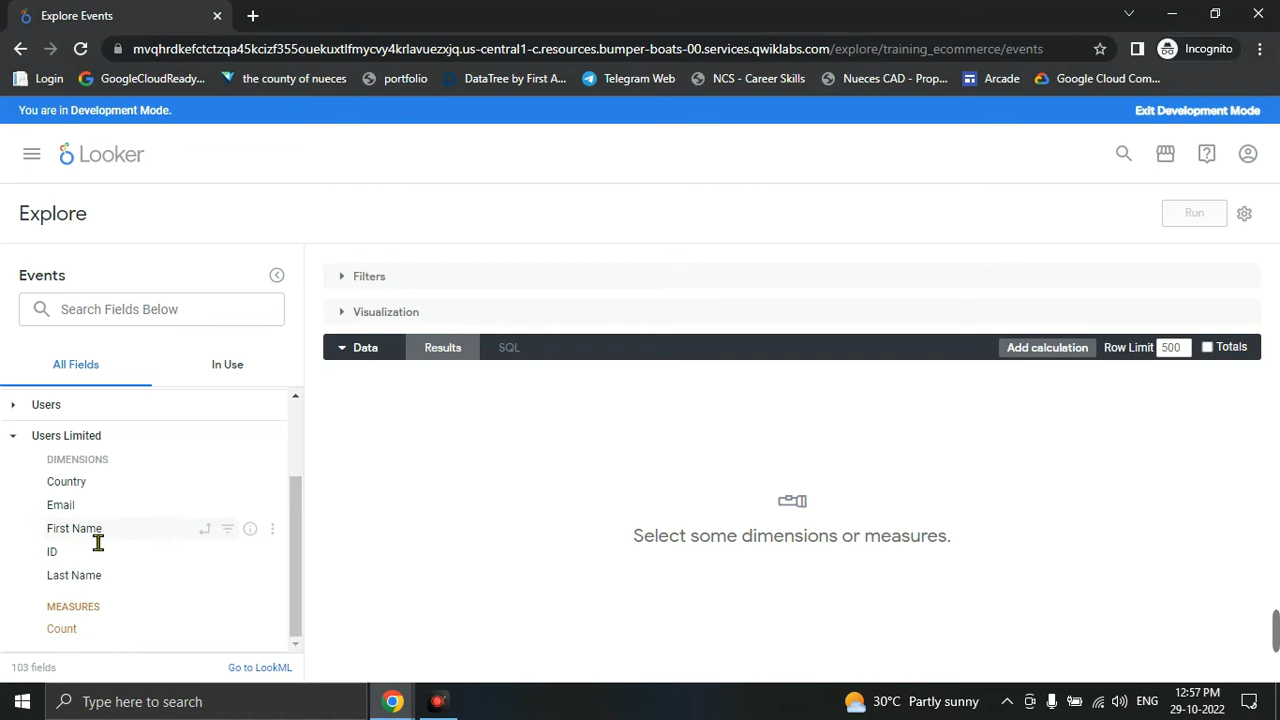 Explore Events
mvqhrdkefctctzqa45kcizf355ouekuxtlfmycvy4krlavuezxjq.us-central1-c.resources.bumper-boats-00.services.qwiklabs.com/explore/training_ecommerce/events
Incognito
Login
GoogleCloudReady...
the county of nueces
portfolio
DataTree by First A...
Telegram Web
NCS - Career Skills
Nueces CAD - Prop...
Arcade
Google Cloud Com...
You are in Development Mode.
Exit Development Mode
Looker
Explore
Run
Events
Search Fields Below
All Fields
In Use
Users
Users Limited
DIMENSIONS
Country
Email
First Name
ID
Last Name
MEASURES
Count
103 fields
Go to LookML
Filters
Visualization
Data
Results
SQL
Add calculation
Row Limit 500
Totals
Select some dimensions or measures.
Type here to search
30°C Partly sunny
ENG
12:57 PM
29-10-2022